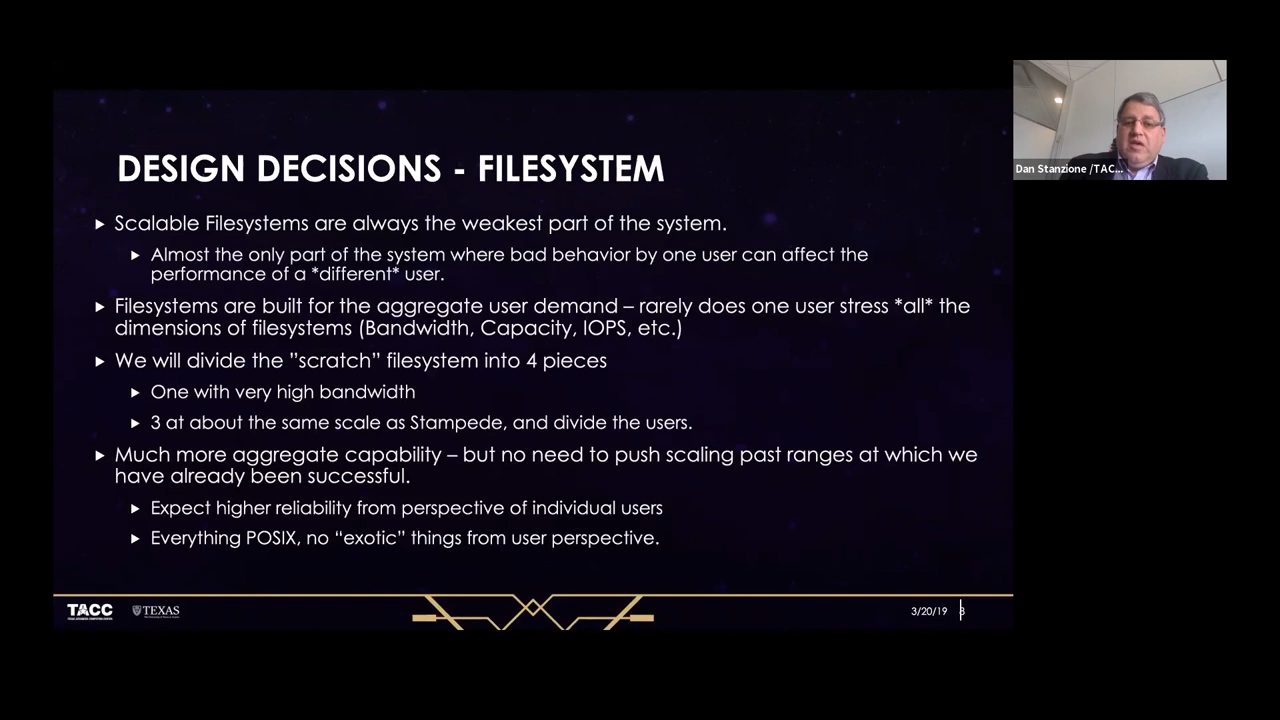 DESIGN DECISIONS - FILESYSTEM
Scalable Filesystems are always the weakest part of the system.
Almost the only part of the system where bad behavior by one user can affect the
performance of a *different* user.
Filesystems are built for the aggregate user demand – rarely does one user stress *all* the
dimensions of filesystems (Bandwidth, Capacity, IOPS, etc.)
We will divide the ”scratch” filesystem into 4 pieces
One with very high bandwidth
3 at about the same scale as Stampede, and divide the users.
Much more aggregate capability – but no need to push scaling past ranges at which we
have already been successful.
Expect higher reliability from perspective of individual users
Everything POSIX, no “exotic” things from user perspective.
TACC
TEXAS
3/20/19
Dan Stanzione /TAC...